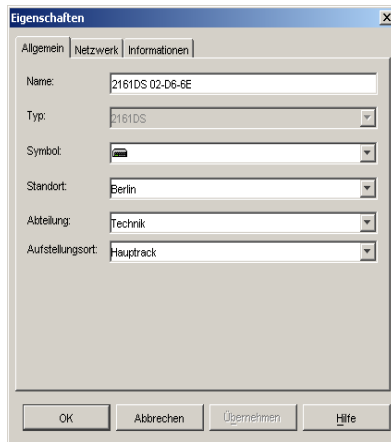 Eigenschaften
Allgemein Netzwerk Informationen
Name: 2161DS 02-D6-6E
Typ: 2161DS
Symbol:
Standort: Berlin
Abteilung: Technik
Aufstellungsort: Hauptrack
OK Abbrechen Übernehmen Hilfe